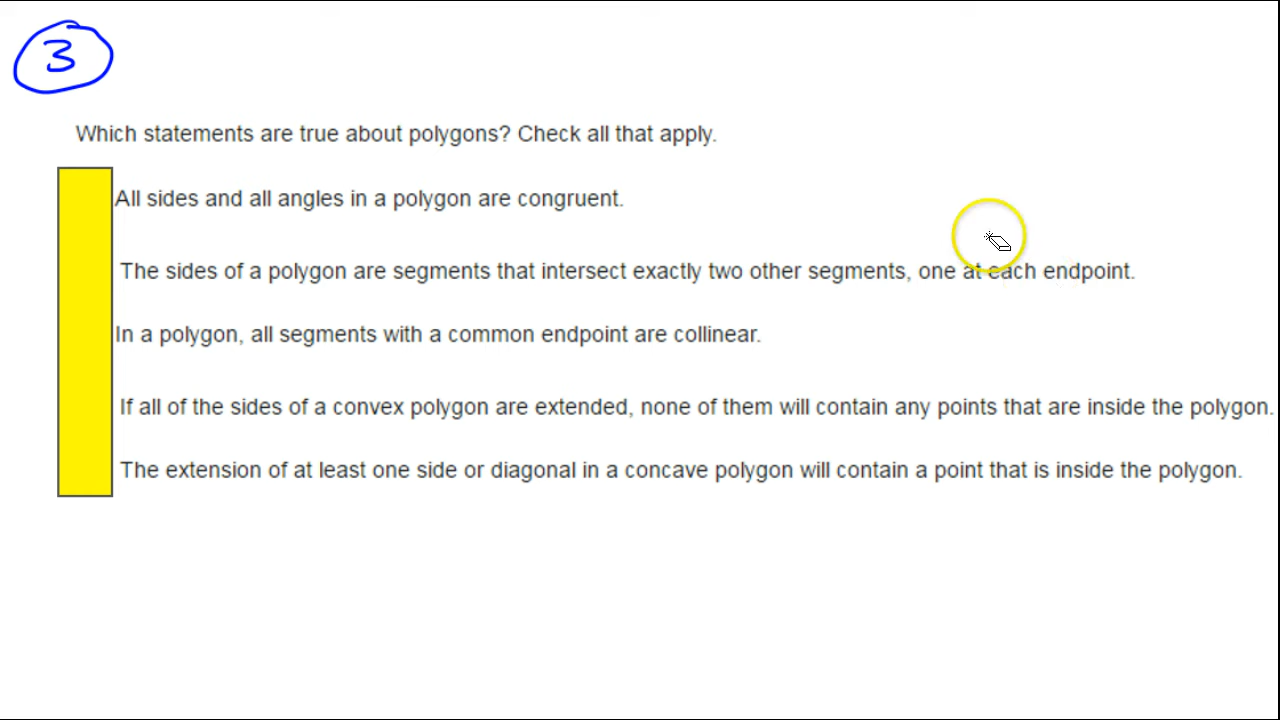 3
Which statements are true about polygons? Check all that apply.
All sides and all angles in a polygon are congruent.
The sides of a polygon are segments that intersect exactly two other segments, one at each endpoint.
In a polygon, all segments with a common endpoint are collinear.
If all of the sides of a convex polygon are extended, none of them will contain any points that are inside the polygon.
The extension of at least one side or diagonal in a concave polygon will contain a point that is inside the polygon.